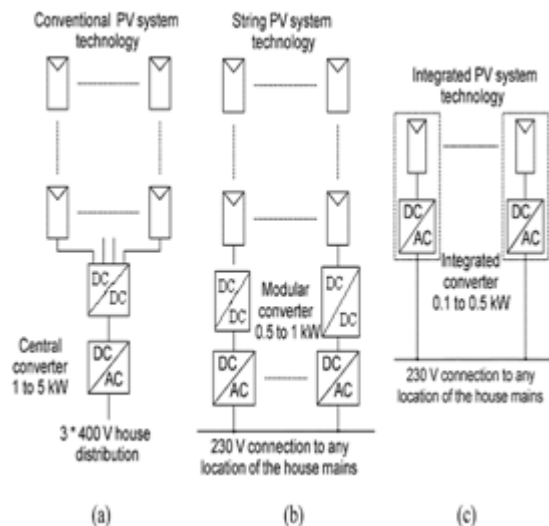 Conventional PV system
technology
DC
DC
Central
converter
1 to 5 kW
DC
AC
3 * 400 V house
distribution
(a)
String PV system
technology
DC
DC
DC
DC
Modular
converter
0.5 to 1 kW
DC
AC
DC
AC
230 V connection to any
location of the house mains
(b)
Integrated PV system
technology
DC
AC
DC
AC
Integrated
converter
0.1 to 0.5 kW
230 V connection to any
location of the house mains
(c)